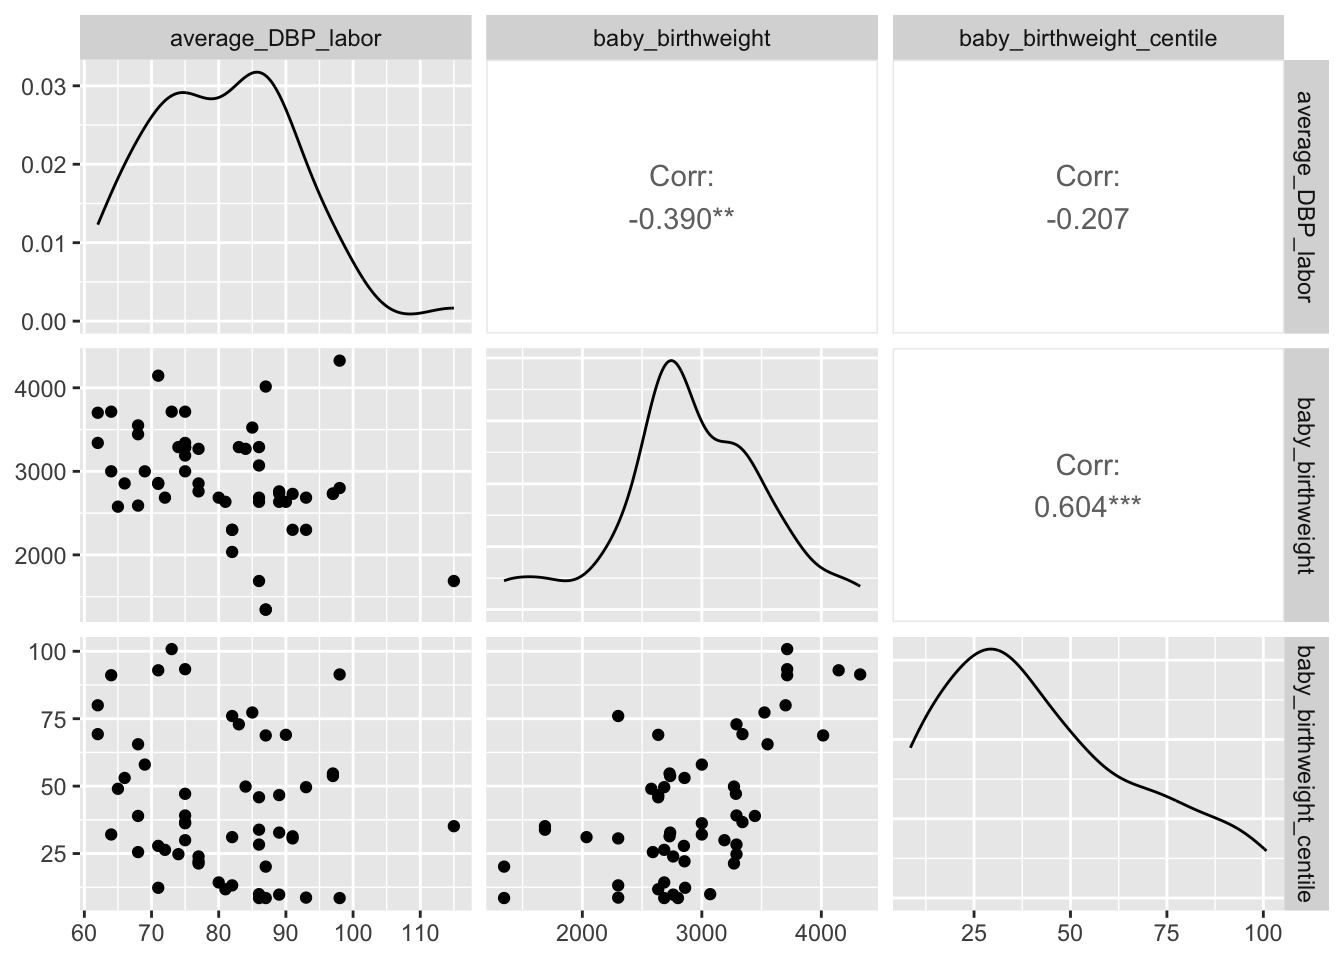 average_DBP_labor
baby_birthweight
baby_birthweight_centile
0.03
0.02
0.01
0.00
Corr:
-0.390**
Corr:
-0.207
average_DBP_labor
4000
3000
2000
Corr:
0.604***
baby_birthweight
100
75
50
25
baby_birthweight_centile
60 70 80 90 100 110
2000 3000 4000
25 50 75 100